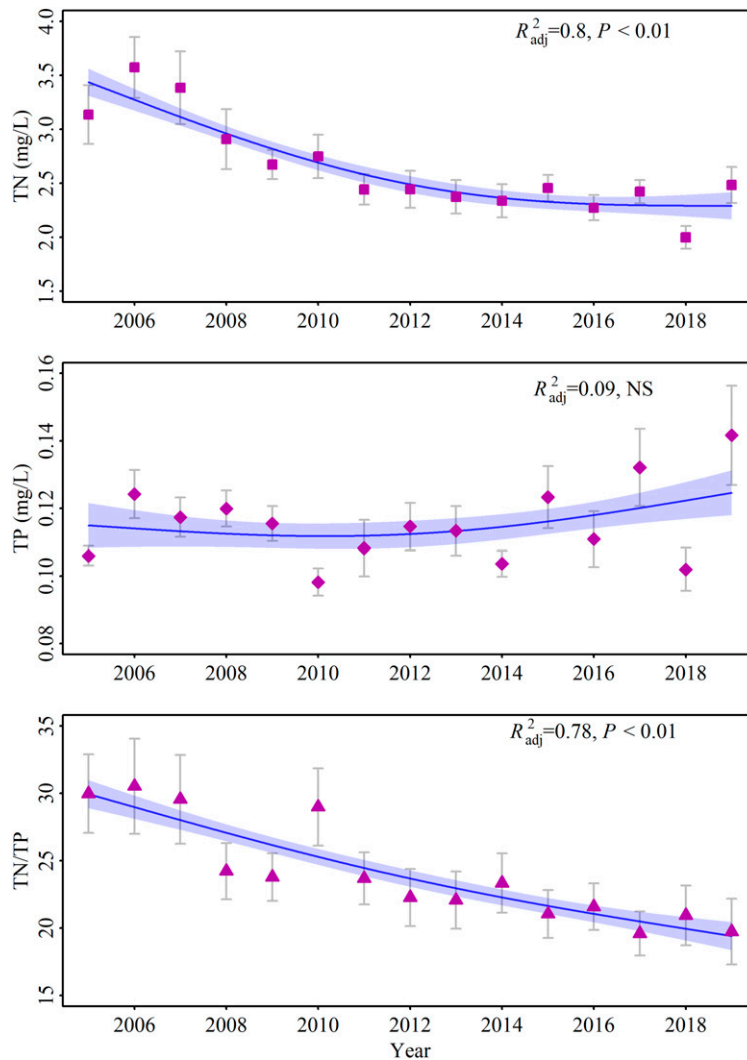 R²adj=0.8, P < 0.01
TN (mg/L)
4.0
3.5
3.0
2.5
2.0
1.5
2006 2008 2010 2012 2014 2016 2018
R²adj=0.09, NS
TP (mg/L)
0.16
0.14
0.12
0.10
0.08
2006 2008 2010 2012 2014 2016 2018
R²adj=0.78, P < 0.01
TN/TP
35
30
25
20
15
2006 2008 2010 2012 2014 2016 2018
Year